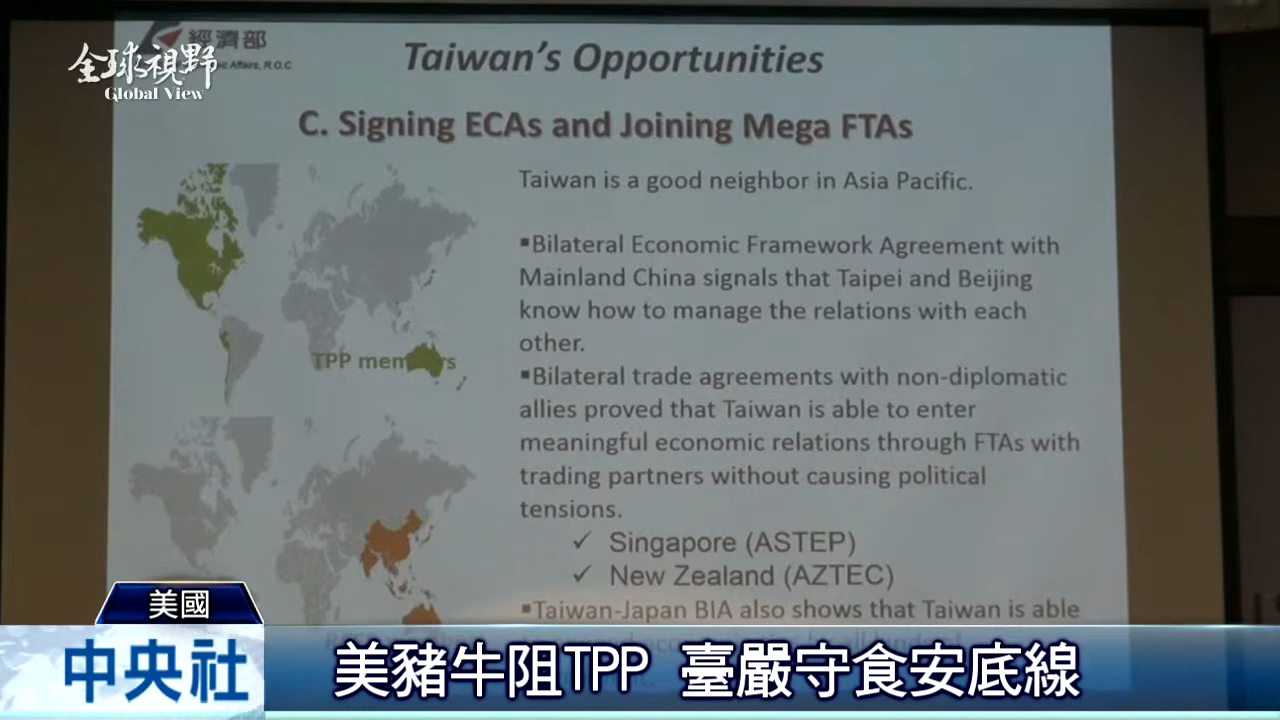 經濟部
全球視野
Global View
ic Affairs, R.O.C
Taiwan's Opportunities
C. Signing ECAs and Joining Mega FTAs
Taiwan is a good neighbor in Asia Pacific.
▪Bilateral Economic Framework Agreement with
Mainland China signals that Taipei and Beijing
know how to manage the relations with each
other.
TPP mem rs
▪Bilateral trade agreements with non-diplomatic
allies proved that Taiwan is able to enter
meaningful economic relations through FTAs with
trading partners without causing political
tensions.
✓ Singapore (ASTEP)
✓ New Zealand (AZTEC)
▪Taiwan-Japan BIA also shows that Taiwan is able
美國
中央社
美豬牛阻TPP 臺嚴守食安底線